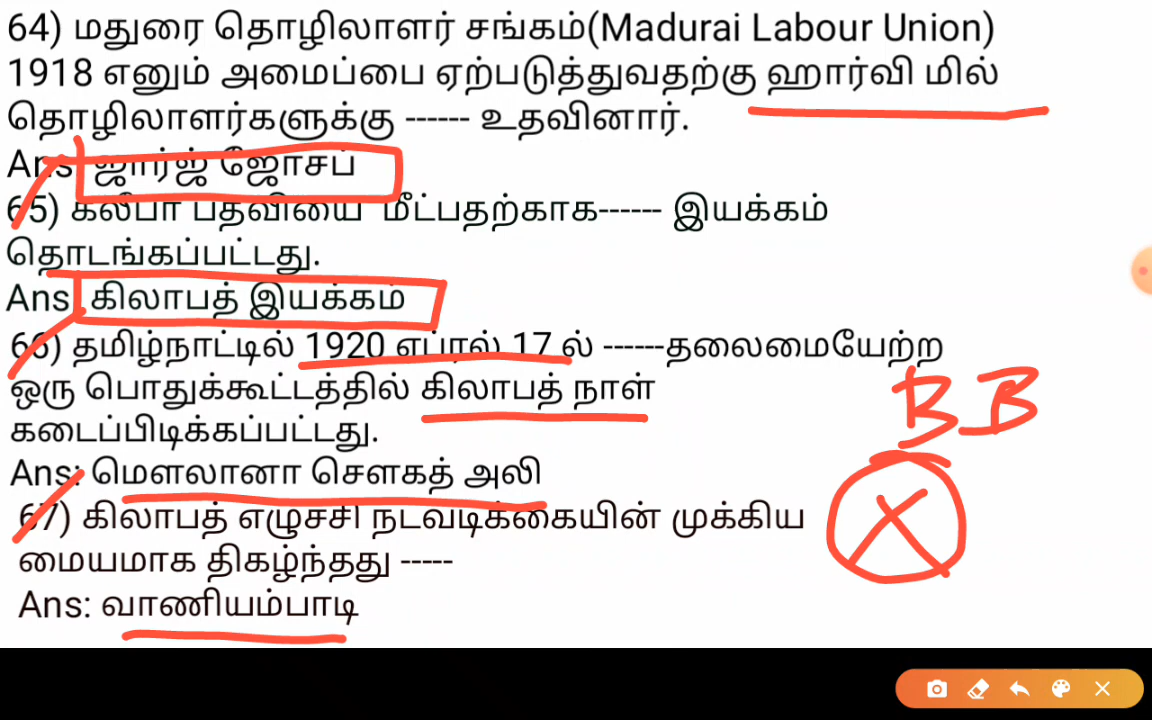 64) மதுரை தொழிலாளர் சங்கம்(Madurai Labour Union)
1918 எனும் அமைப்பை ஏற்படுத்துவதற்கு ஹார்வி மில்
தொழிலாளர்களுக்கு ------ உதவினார்.
Ans: ஜார்ஜ் ஜோசப்
65) கலீபா பதவியை மீட்பதற்காக------ இயக்கம்
தொடங்கப்பட்டது.
Ans: கிலாபத் இயக்கம்
66) தமிழ்நாட்டில் 1920 எப்ரல் 17 ல் ------தலைமையேற்ற
ஒரு பொதுக்கூட்டத்தில் கிலாபத் நாள்
கடைப்பிடிக்கப்பட்டது.
B B
Ans: மௌலானா சௌகத் அலி
67) கிலாபத் எழுச்சி நடவடிக்கையின் முக்கிய
மையமாக திகழ்ந்தது -----
Ans: வாணியம்பாடி